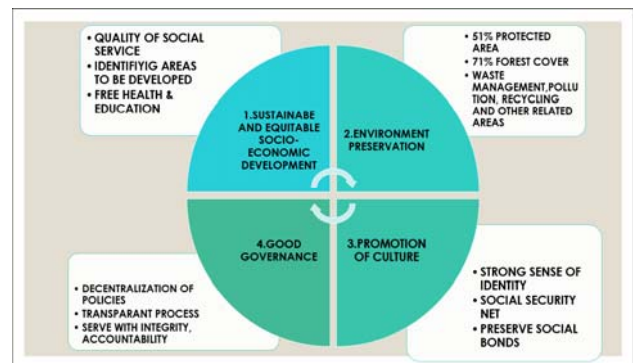 • QUALITY OF SOCIAL
SERVICE
• IDENTIFIYIG AREAS
TO BE DEVELOPED
• FREE HEALTH &
EDUCATION
• 51% PROTECTED
AREA
• 71% FOREST COVER
• WASTE
MANAGEMENT,POLLU
TION, RECYCLING
AND OTHER RELATED
AREAS
1.SUSTAINABE
AND EQUITABLE
SOCIO-
ECONOMIC
DEVELOPMENT
2.ENVIRONMENT
PRESERVATION
4.GOOD
GOVERNANCE
3.PROMOTION
OF CULTURE
• DECENTRALIZATION OF
POLICIES
• TRANSPARANT PROCESS
• SERVE WITH INTEGRITY,
ACCOUNTABILITY
• STRONG SENSE OF
IDENTITY
• SOCIAL SECURITY
NET
• PRESERVE SOCIAL
BONDS